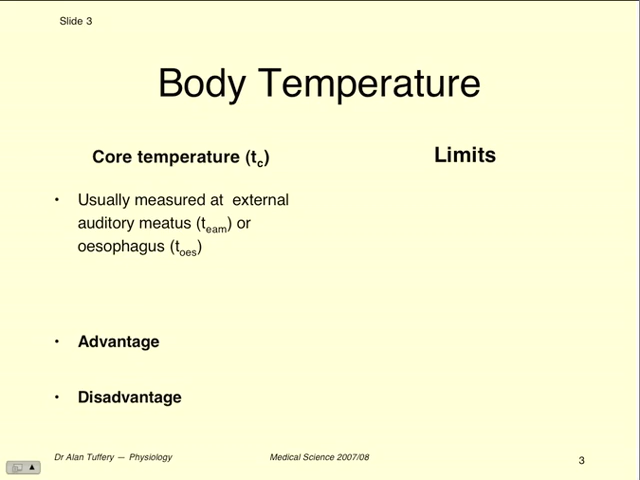 Slide 3
Body Temperature
Core temperature (tc)
• Usually measured at external
auditory meatus (team) or
oesophagus (toes)
• Advantage
• Disadvantage
Limits
Dr Alan Tuffery — Physiology
Medical Science 2007/08
3